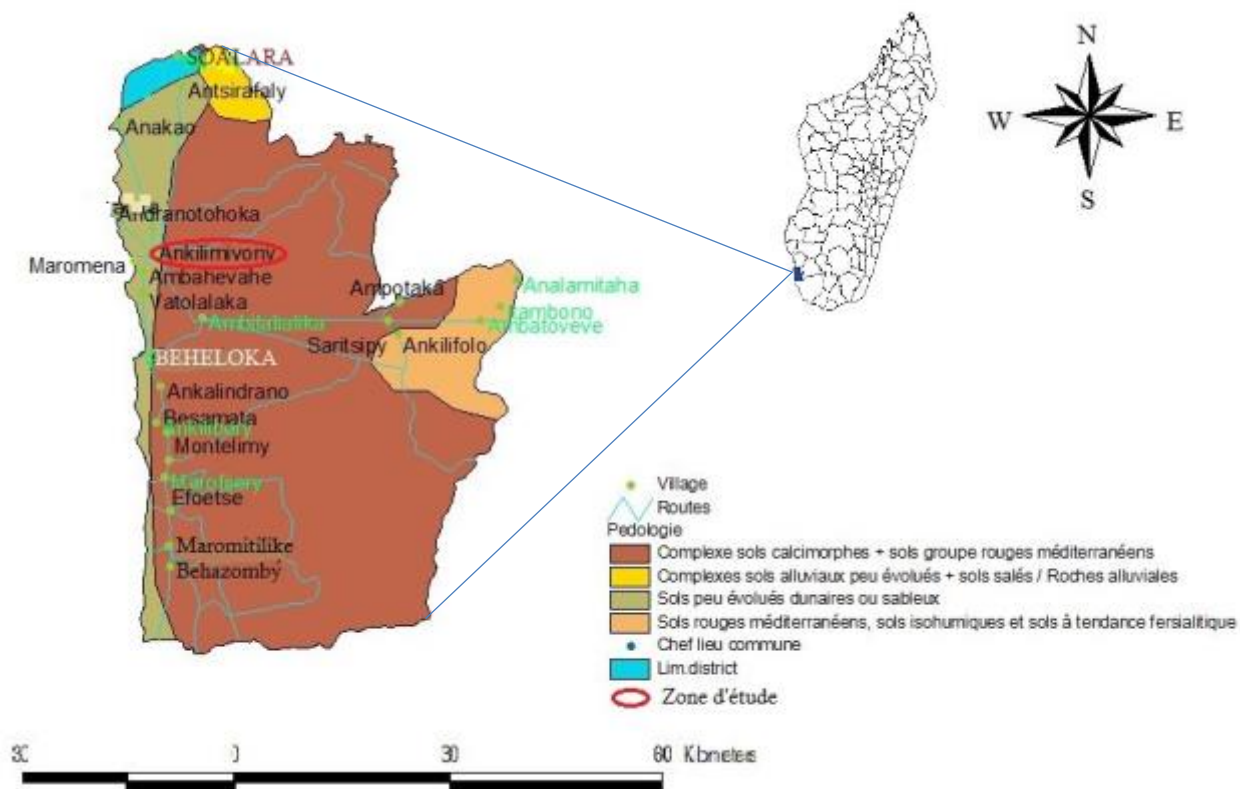 SOALARA
Antsirafaly
Anakao
Andranotohoka
Ankilimivony
Maromena
Ambahevahe
Vatolalaka
Ampotaka
Analamitaha
Ambatoveve
Saritsipy
Ankilifolo
BEHELOKA
Ankalindrano
Besamata
Montelimy
Efoetse
Maromitilike
Behazomby
N
W
E
S
Village
Routes
Pedologie
Complexe sols calcimorphes + sols groupe rouges méditerranéens
Complexes sols alluviaux peu évolués + sols salés / Roches alluviales
Sols peu évolués dunaires ou sableux
Sols rouges méditerranéens, sols isohumiques et sols à tendance fersialitique
Chef lieu commune
Lim.district
Zone d'étude
0
30
60 Kilometers